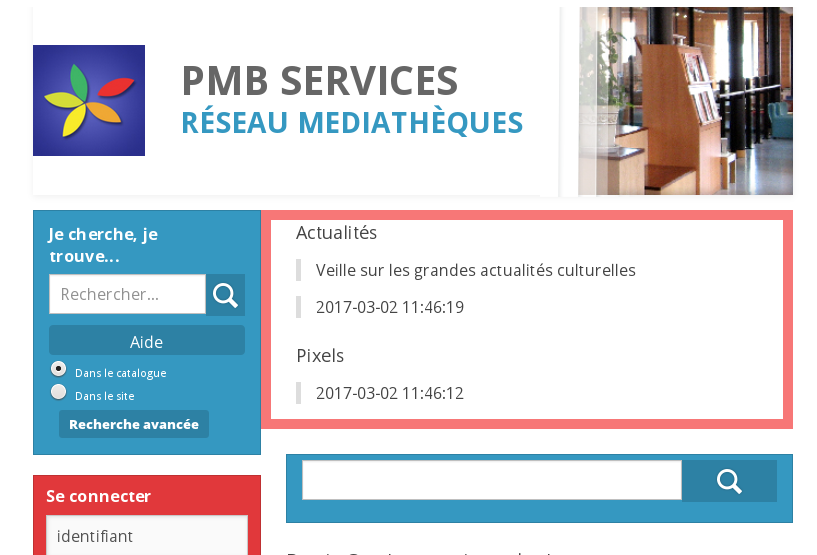 PMB SERVICES
RÉSEAU MEDIATHÈQUES
Je cherche, je
trouve...
Rechercher...
Aide
Dans le catalogue
Dans le site
Recherche avancée
Se connecter
identifiant
Actualités
Veille sur les grandes actualités culturelles
2017-03-02 11:46:19
Pixels
2017-03-02 11:46:12